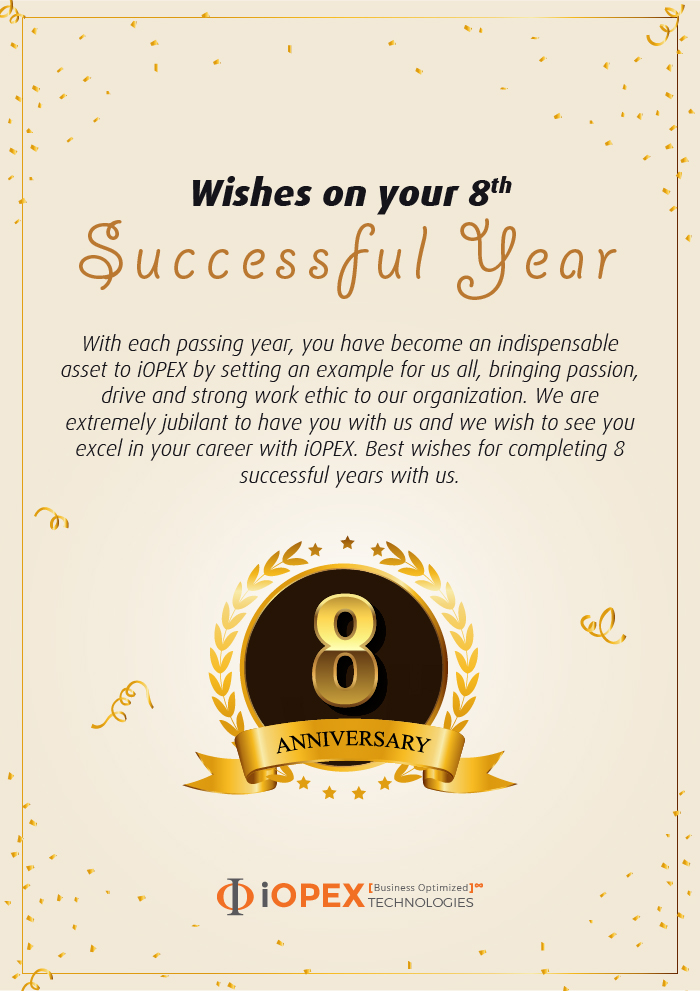 Wishes on your 8th
Successful Year
With each passing year, you have become an indispensable
asset to iOPEX by setting an example for us all, bringing passion,
drive and strong work ethic to our organization. We are
extremely jubilant to have you with us and we wish to see you
excel in your career with iOPEX. Best wishes for completing 8
successful years with us.
8
ANNIVERSARY
iOPEX [Business Optimized]∞
TECHNOLOGIES